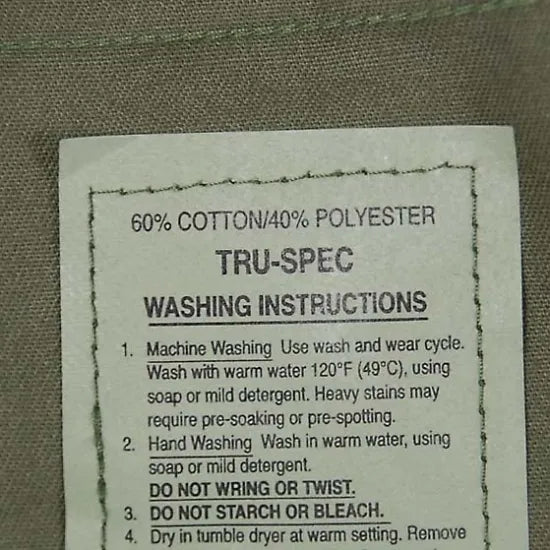 60% COTTON/40% POLYESTER
TRU-SPEC
WASHING INSTRUCTIONS
1. Machine Washing Use wash and wear cycle.
Wash with warm water 120°F (49°C), using
soap or mild detergent. Heavy stains may
require pre-soaking or pre-spotting.
2. Hand Washing Wash in warm water, using
soap or mild detergent.
DO NOT WRING OR TWIST.
3. DO NOT STARCH OR BLEACH.
4. Dry in tumble dryer at warm setting. Remove